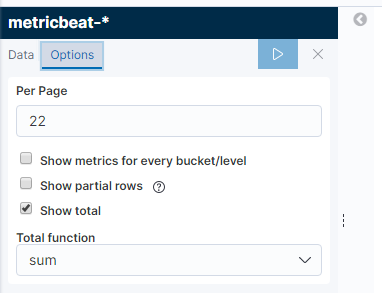 metricbeat-*
Data Options
Per Page
22
Show metrics for every bucket/level
Show partial rows
Show total
Total function
sum